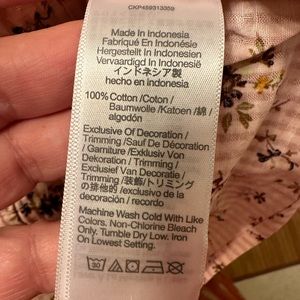 CKP459313359
Made In Indonesia
Fabriqué En Indonésie
Hergestellt In Indonesien
Vervaardigd In Indonesië
インドネシア製
hecho en indonesia
100% Cotton /Coton /
Baumwolle /Katoen /綿 /
algodón
Exclusive Of Decoration /
Trimming /Sauf De Décoration
/ Garniture /Exklusiv Von
Dekoration / Trimming /
Exclusief Van Decoratie /
Trimming /装飾/トリミング
の排他的/exclusivo de la
decoración / recorado
Machine Wash Cold With Like
Colors. Non-Chlorine Bleach
Only. Tumble Dry Low. Iron
On Lowest Setting.
30